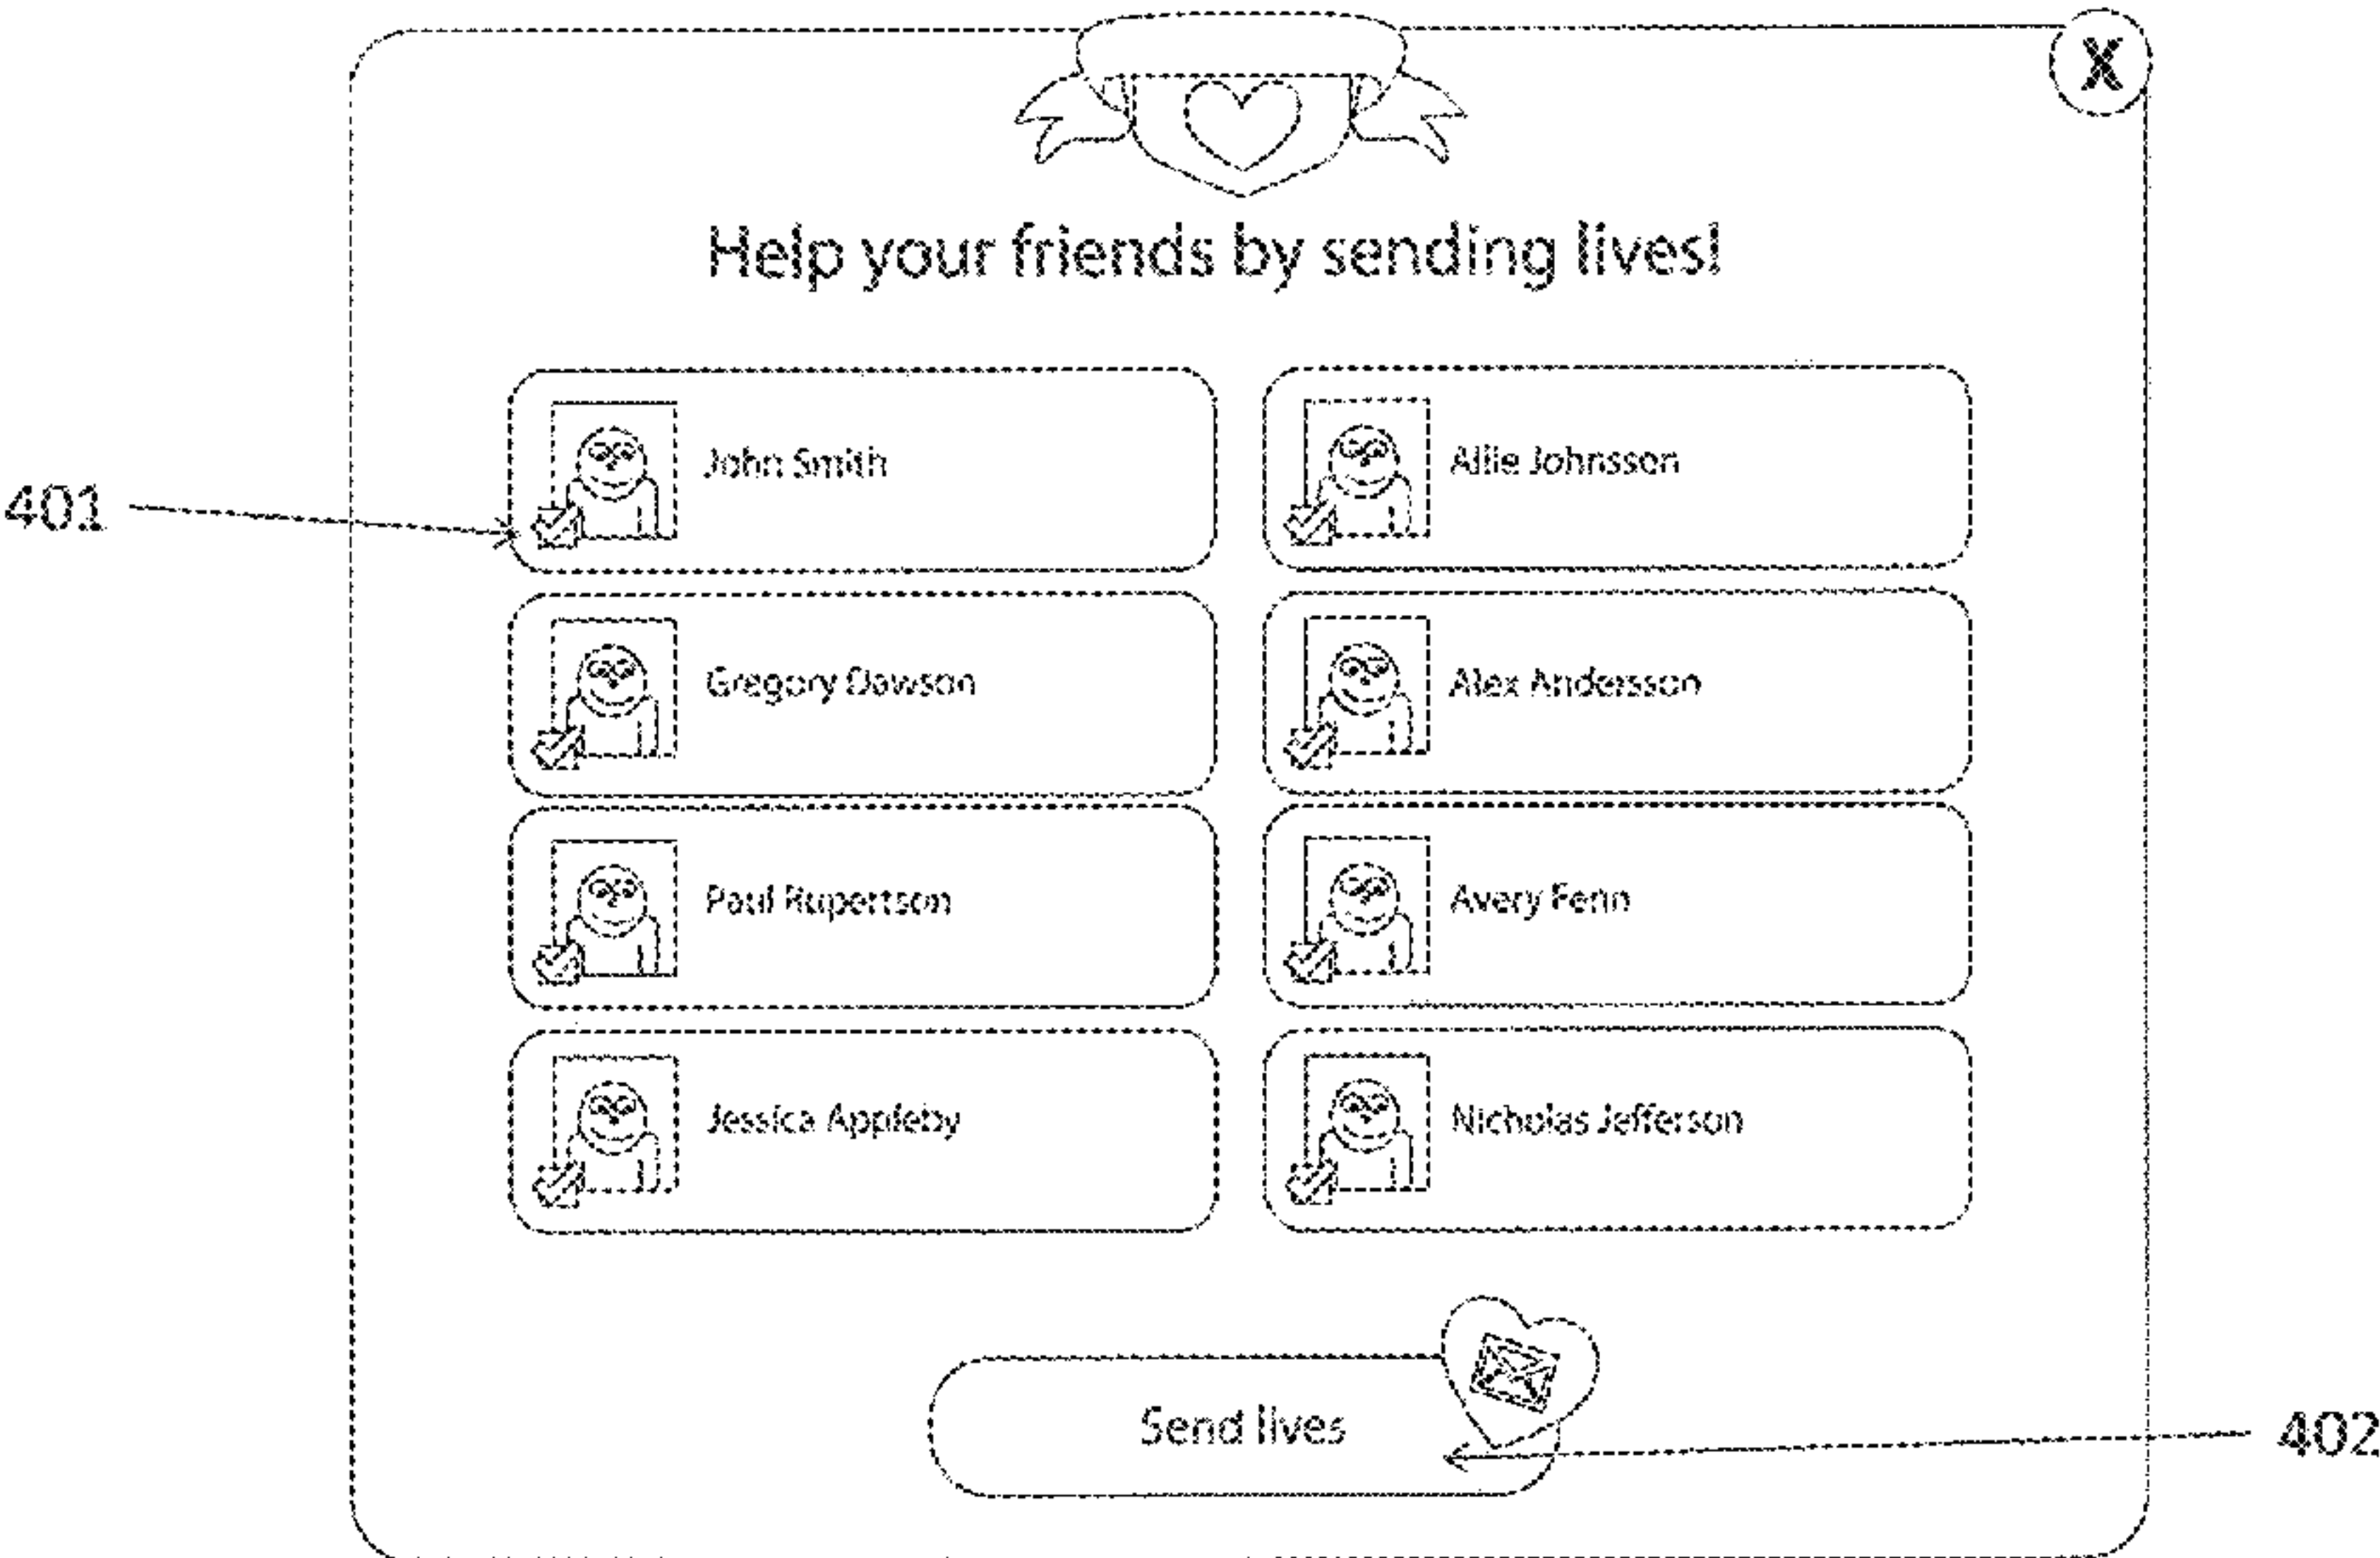 X
Help your friends by sending lives!
John Smith
Allie Johnsson
401
Gregory Dawson
Alex Andersson
Paul Rupertson
Avery Fenn
Jessica Appleby
Nicholas Jefferson
Send lives
402